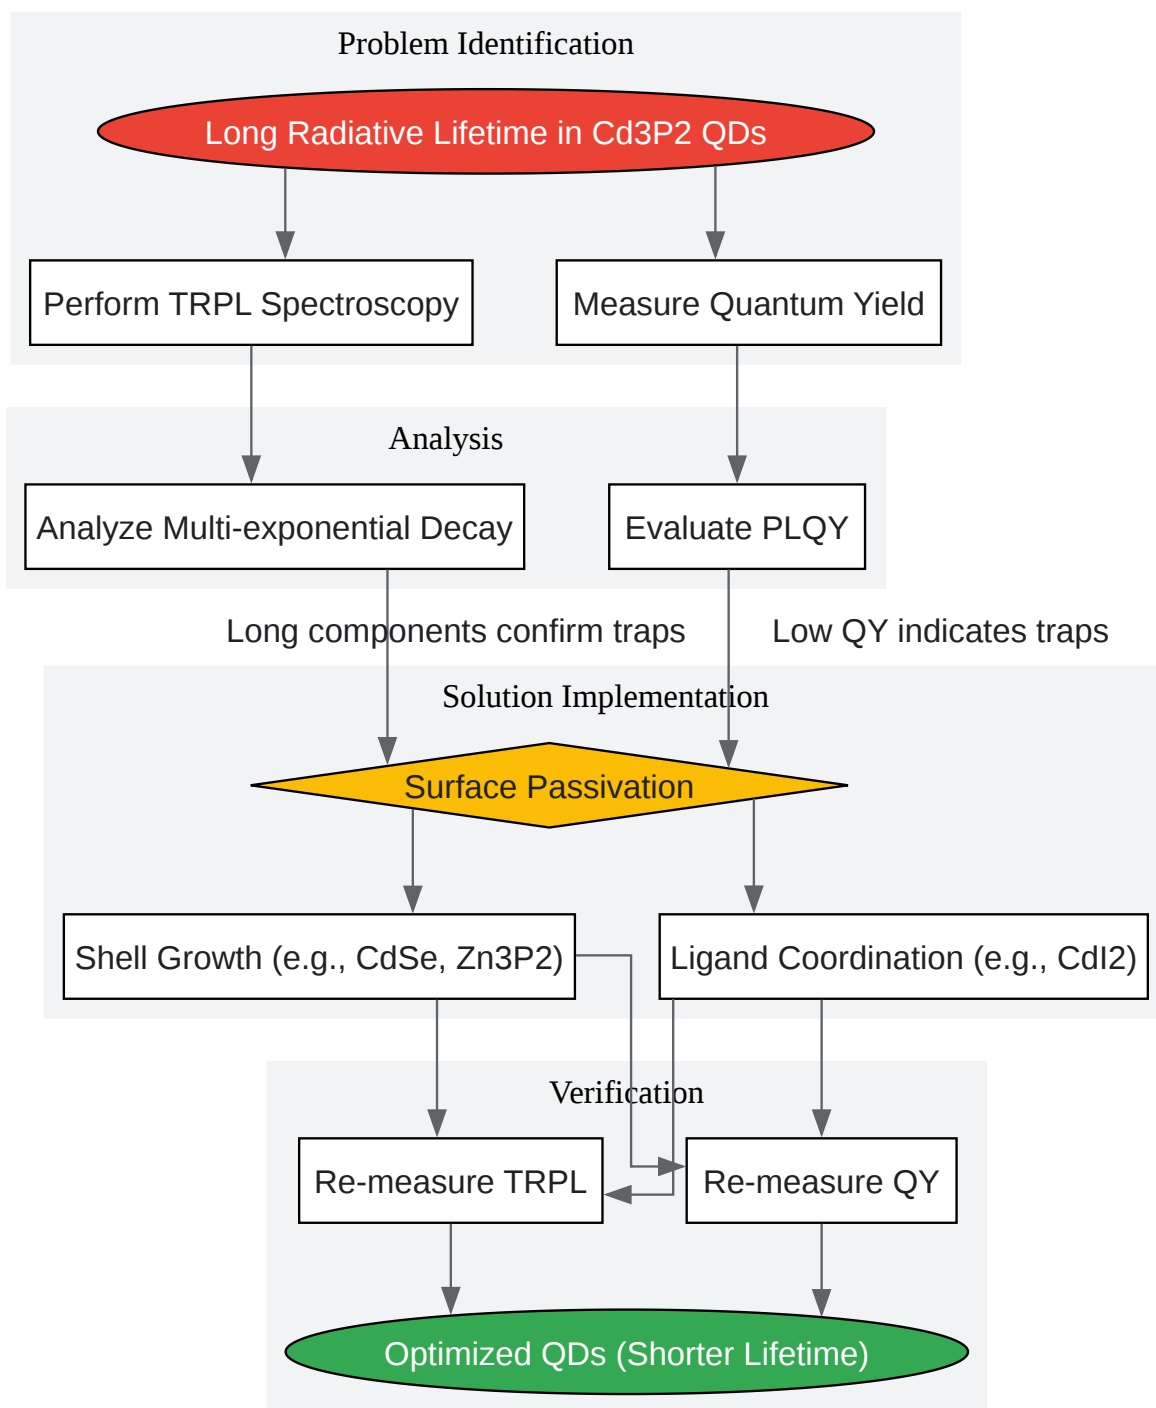 Problem Identification
Long Radiative Lifetime in Cd3P2 QDs
Perform TRPL Spectroscopy
Measure Quantum Yield
Analysis
Analyze Multi-exponential Decay
Evaluate PLQY
Long components confirm traps
Low QY indicates traps
Solution Implementation
Surface Passivation
Shell Growth (e.g., CdSe, Zn3P2)
Ligand Coordination (e.g., CdI2)
Verification
Re-measure TRPL
Re-measure QY
Optimized QDs (Shorter Lifetime)